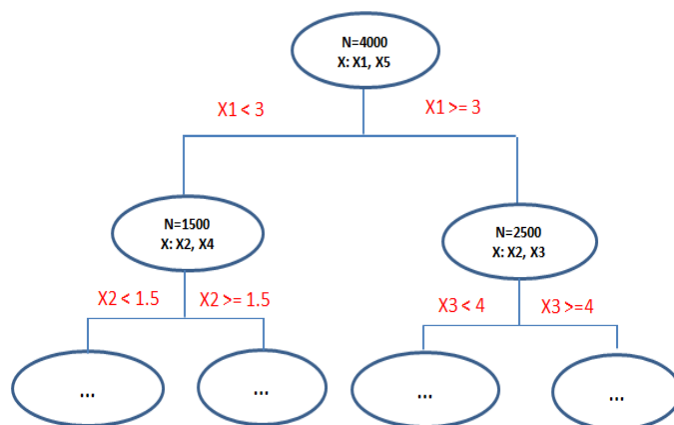 N=4000
X: X1, X5
X1 < 3
X1 >= 3
N=1500
X: X2, X4
N=2500
X: X2, X3
X2 < 1.5
X2 >= 1.5
X3 < 4
X3 >=4
...
...
...
...